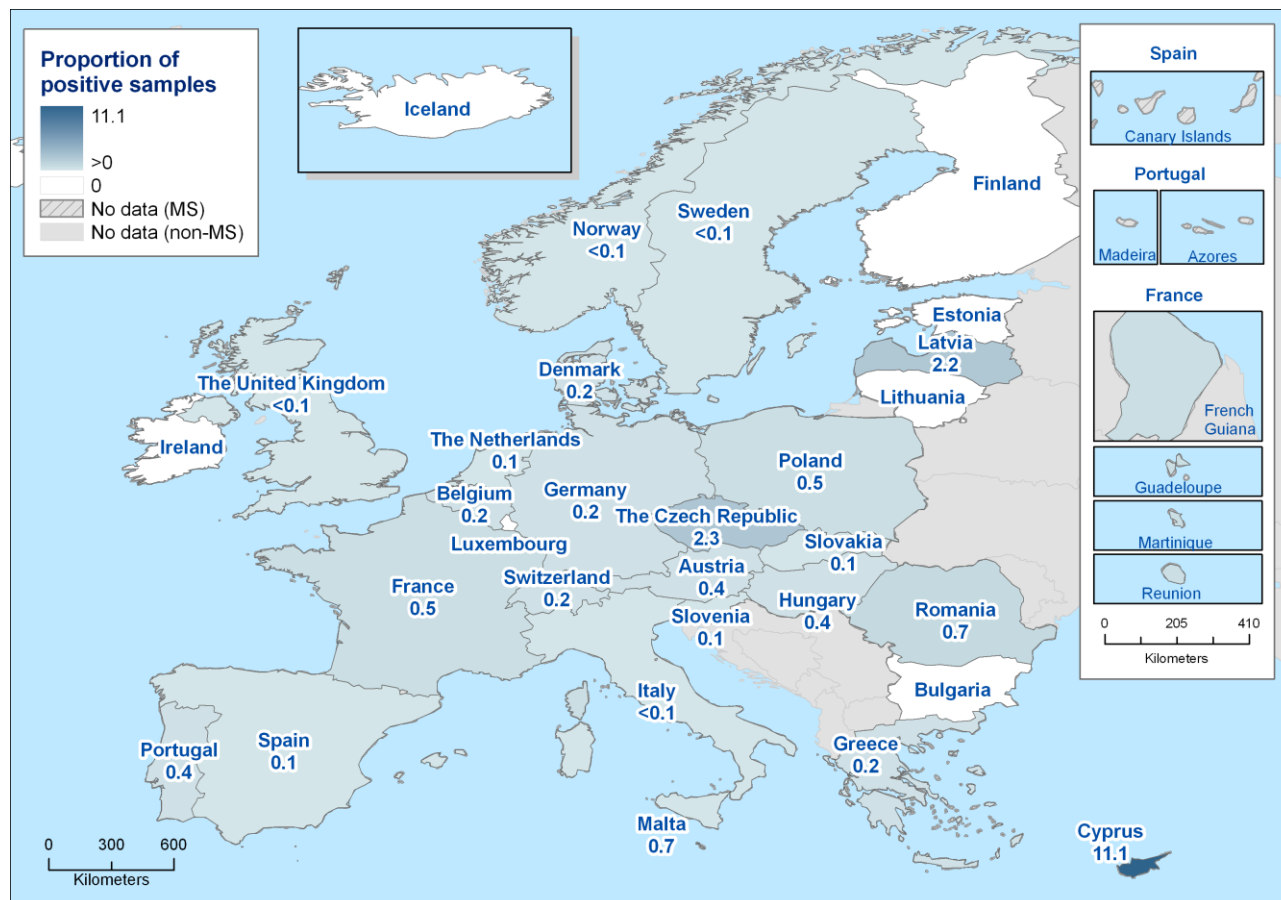 Proportion of
positive samples
11.1
>0
0
No data (MS)
No data (non-MS)
Iceland
Finland
Sweden
<0.1
Norway
<0.1
Estonia
Latvia
2.2
Lithuania
Denmark
0.2
The United Kingdom
<0.1
Ireland
The Netherlands
0.1
Belgium
0.2
Germany
0.2
Poland
0.5
The Czech Republic
2.3
Luxembourg
Slovakia
0.1
Austria
0.4
Switzerland
0.2
France
0.5
Hungary
0.4
Slovenia
0.1
Romania
0.7
Bulgaria
Italy
<0.1
Portugal
0.4
Spain
0.1
Greece
0.2
Malta
0.7
Cyprus
11.1
0 300 600
Kilometers
Spain
Canary Islands
Portugal
Madeira
Azores
France
French
Guiana
Guadeloupe
Martinique
Reunion
0 205 410
Kilometers